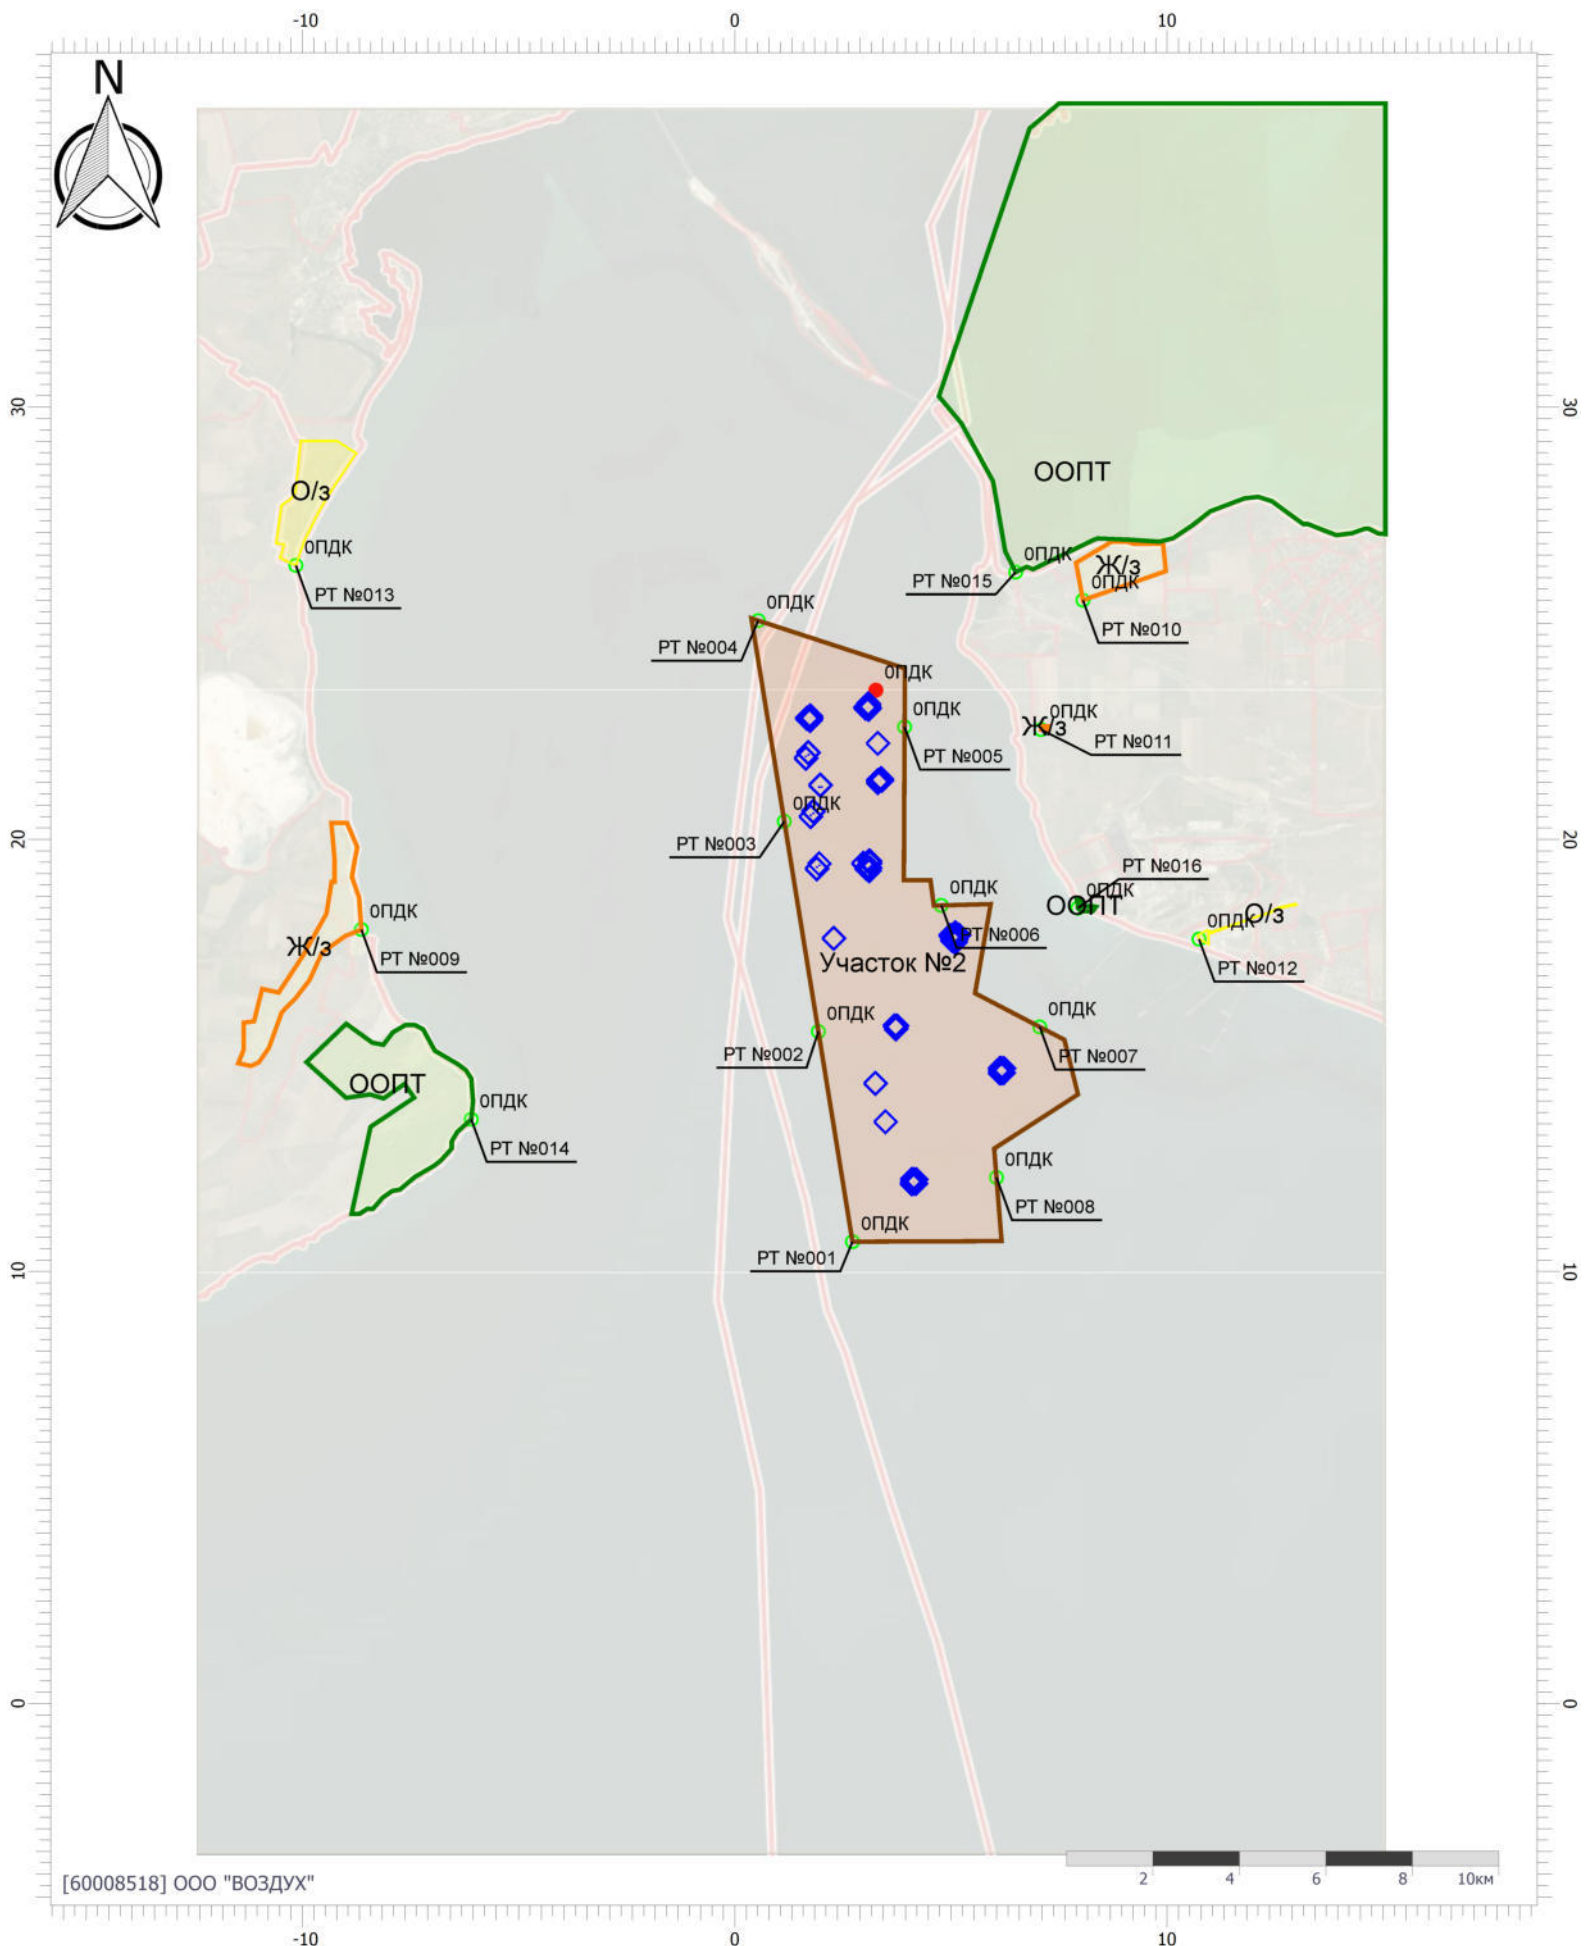 -10
0
10
N
30
30
ООПТ
О/з
0ПДК
0ПДК
Ж/з
РТ №015
0ПДК
РТ №013
0ПДК
РТ №010
РТ №004
0ПДК
0ПДК
0ПДК
Ж/з
РТ №011
РТ №005
0ПДК
20
20
РТ №003
РТ №016
0ПДК
0ПДК
ООПТ
О/з
0ПДК
0ПДК
РТ №006
Ж/з
РТ №009
Участок №2
РТ №012
0ПДК
0ПДК
РТ №002
РТ №007
ООПТ
0ПДК
РТ №014
0ПДК
РТ №008
0ПДК
РТ №001
10
10
0
0
2
4
6
8
10км
[60008518] ООО "ВОЗДУХ"
-10
0
10